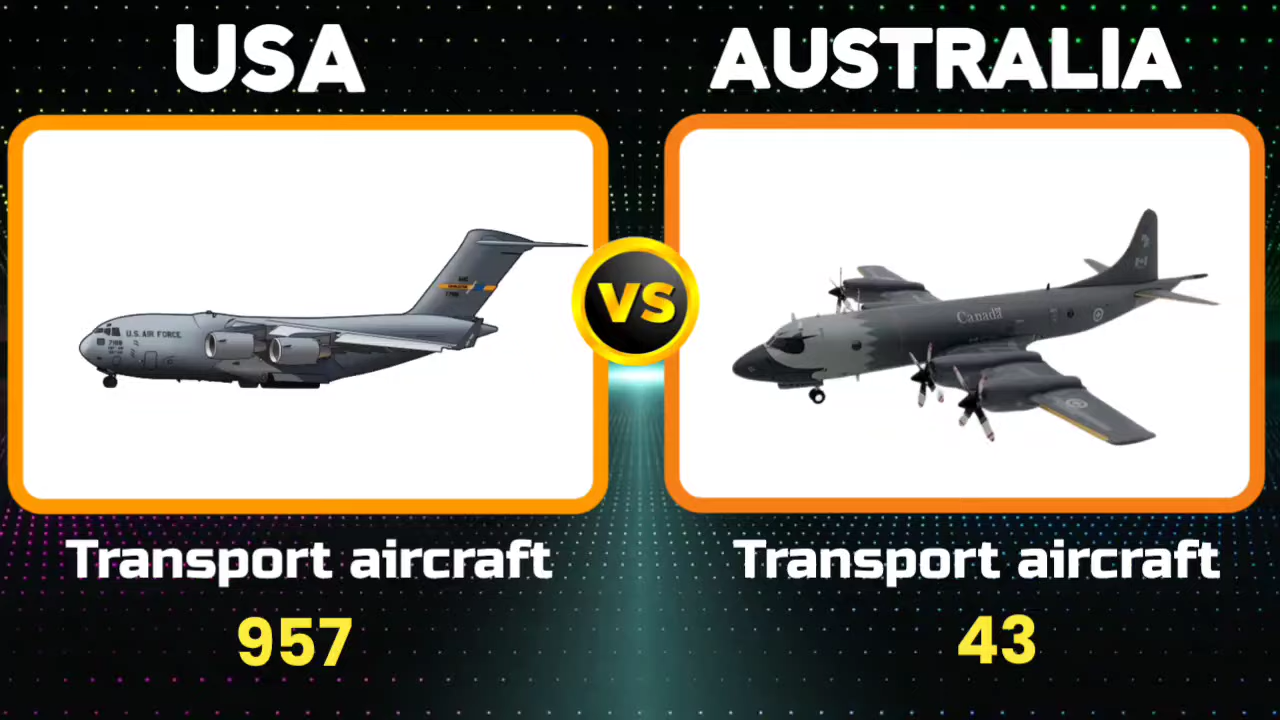 USA
AUSTRALIA
VS
U.S. AIR FORCE
Canada
Transport aircraft
Transport aircraft
957
43